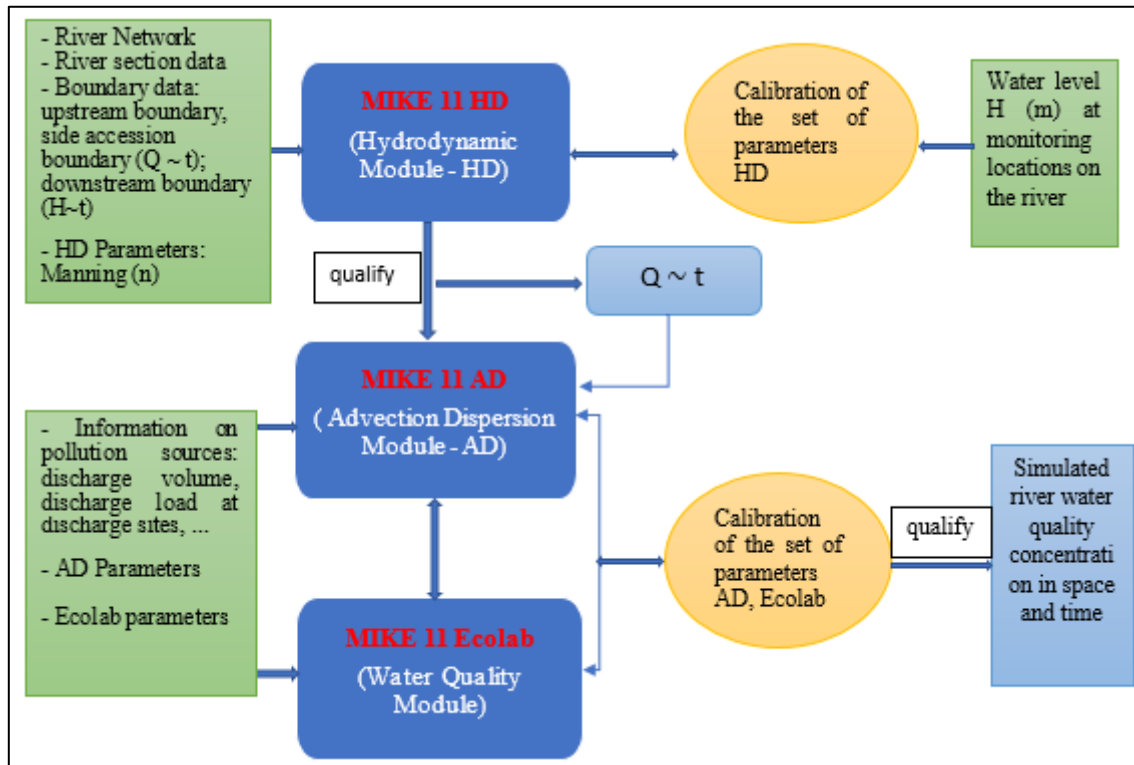 - River Network
- River section data
- Boundary data:
upstream boundary,
side accession
boundary (Q ~ t);
downstream boundary
(H~t)
- HD Parameters:
Manning (n)
MIKE 11 HD
(Hydrodynamic
Module - HD)
Calibration of
the set of
parameters
HD
Water level
H (m) at
monitoring
locations on
the river
qualify
Q ~ t
MIKE 11 AD
( Advection Dispersion
Module - AD)
- Information on
pollution sources:
discharge volume,
discharge load at
discharge sites, ...
- AD Parameters
- Ecolab parameters
MIKE 11 Ecolab
(Water Quality
Module)
Calibration
of the set of
parameters
AD, Ecolab
qualify
Simulated
river water
quality
concentrati
on in space
and time